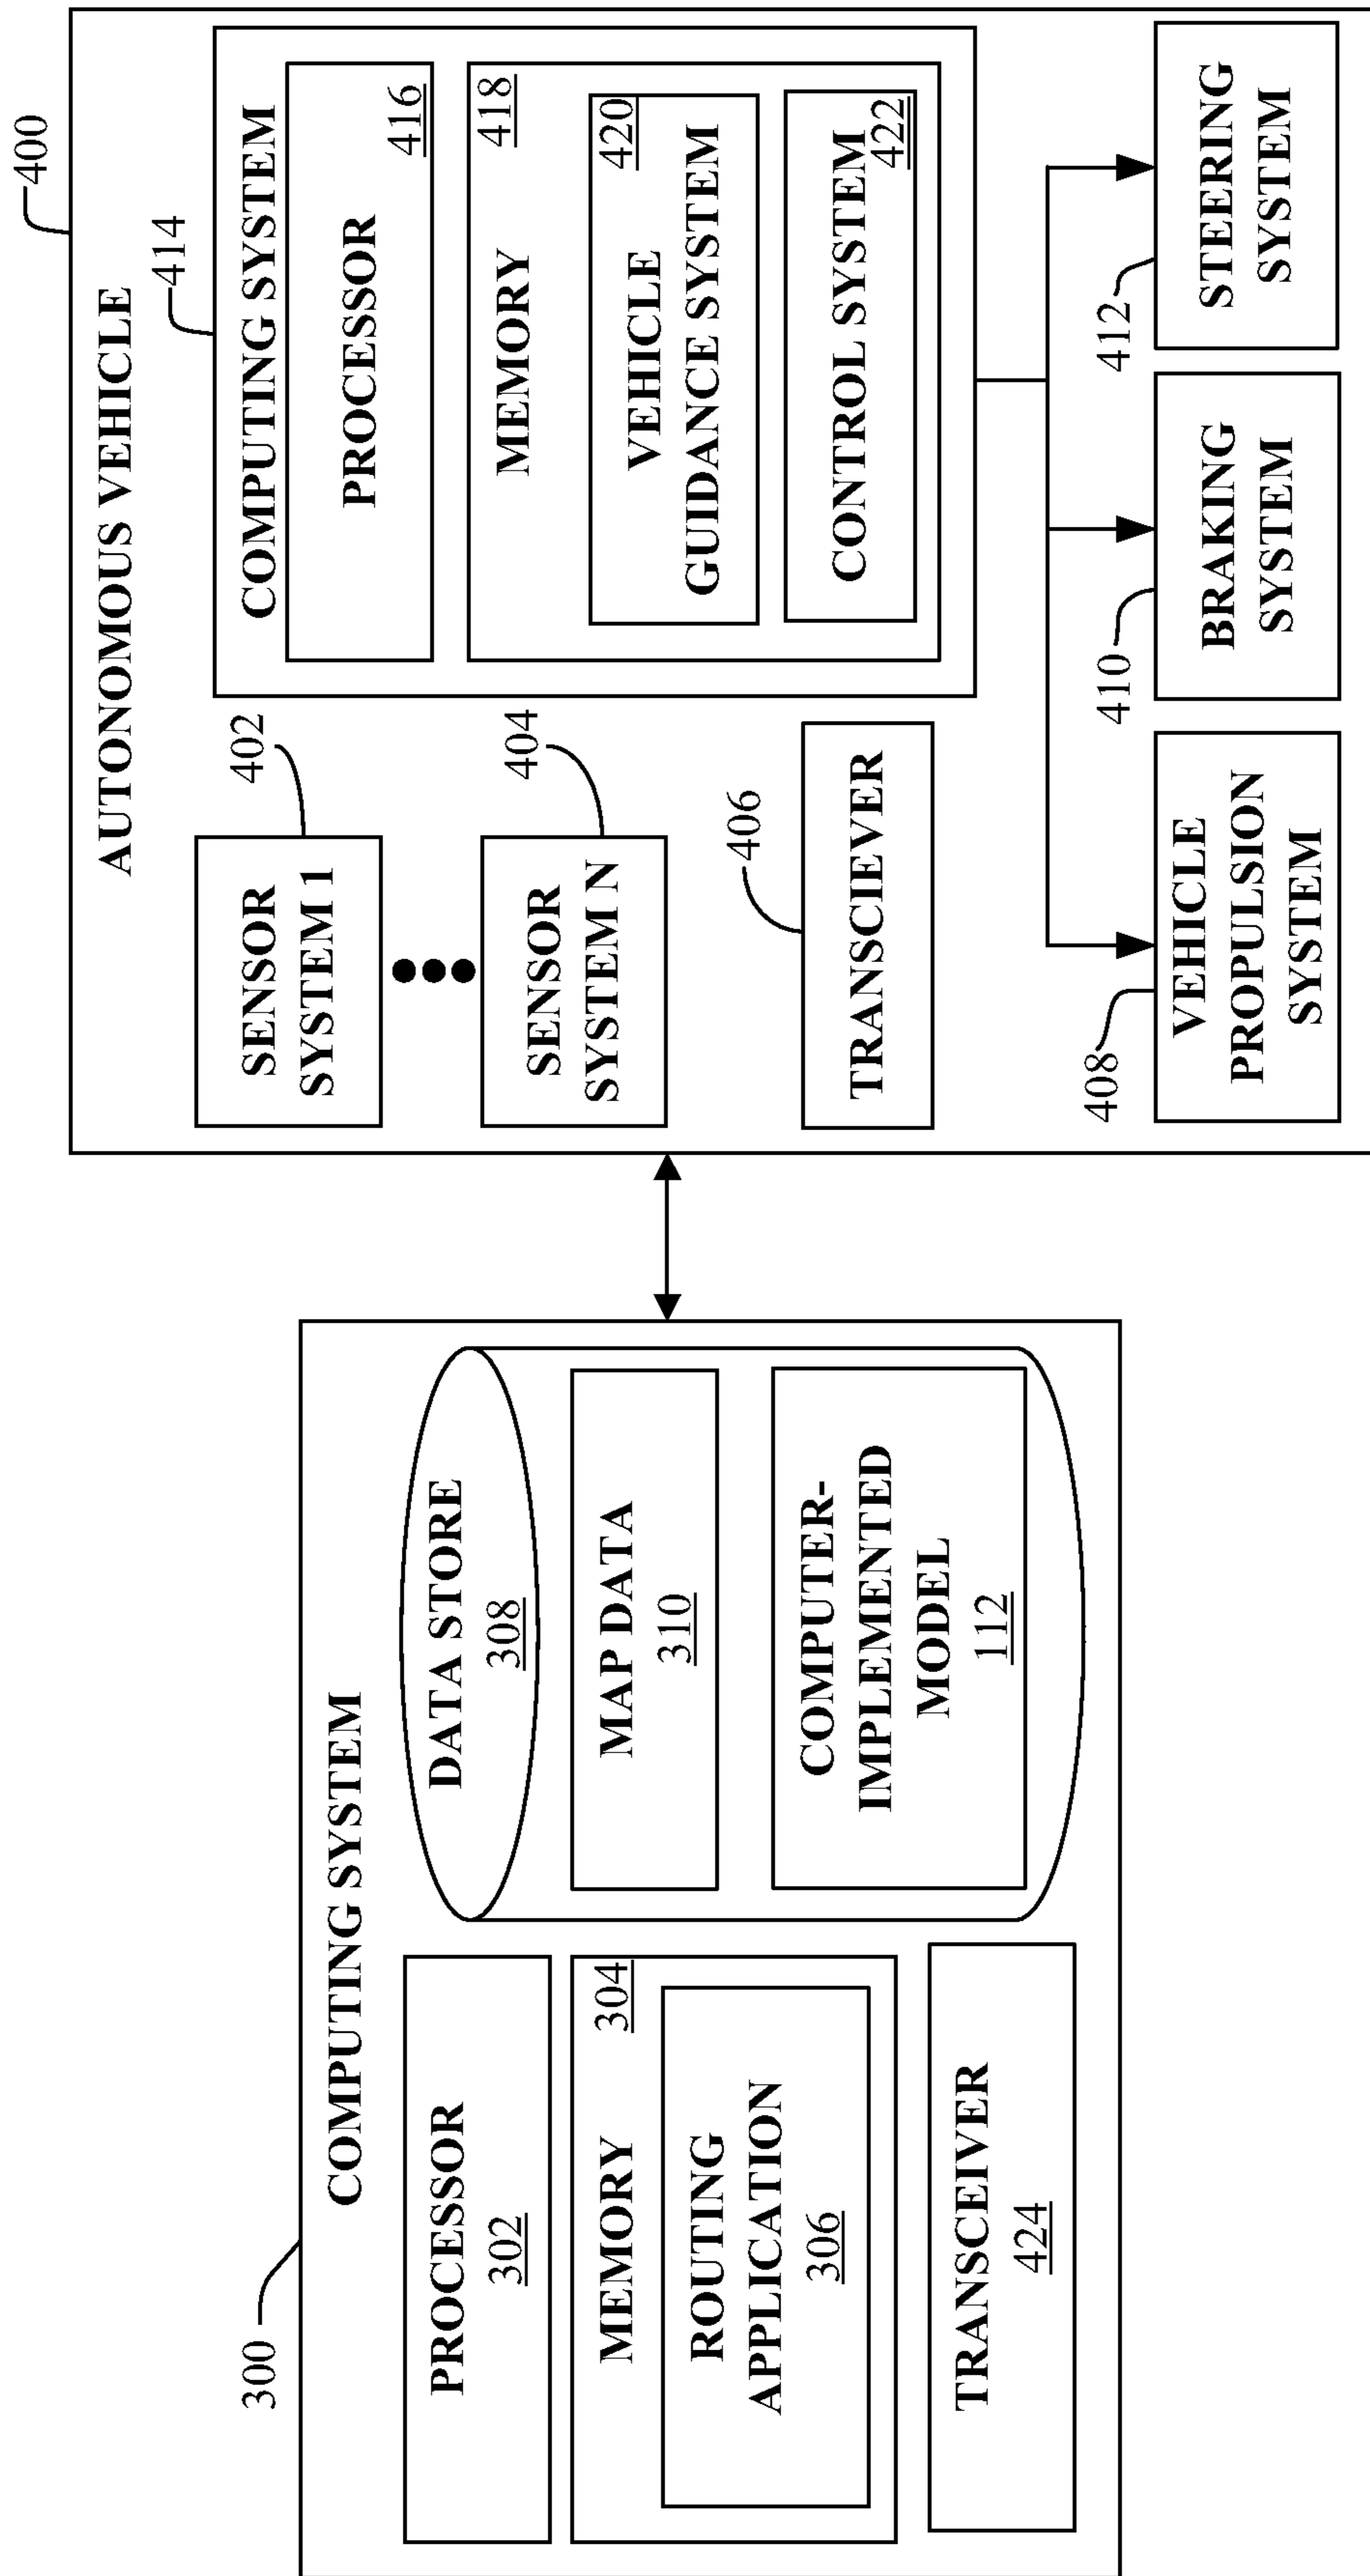 300
COMPUTING SYSTEM
PROCESSOR
302
MEMORY
304
ROUTING
APPLICATION
306
TRANSCEIVER
424
DATA STORE
308
MAP DATA
310
COMPUTER-
IMPLEMENTED
MODEL
112
400
AUTONOMOUS VEHICLE
SENSOR
SYSTEM 1
402
SENSOR
SYSTEM N
404
TRANSCIEVER
406
414
COMPUTING SYSTEM
PROCESSOR
416
MEMORY
418
VEHICLE
GUIDANCE SYSTEM
420
CONTROL SYSTEM
422
408
VEHICLE
PROPULSION
SYSTEM
410
BRAKING
SYSTEM
412
STEERING
SYSTEM